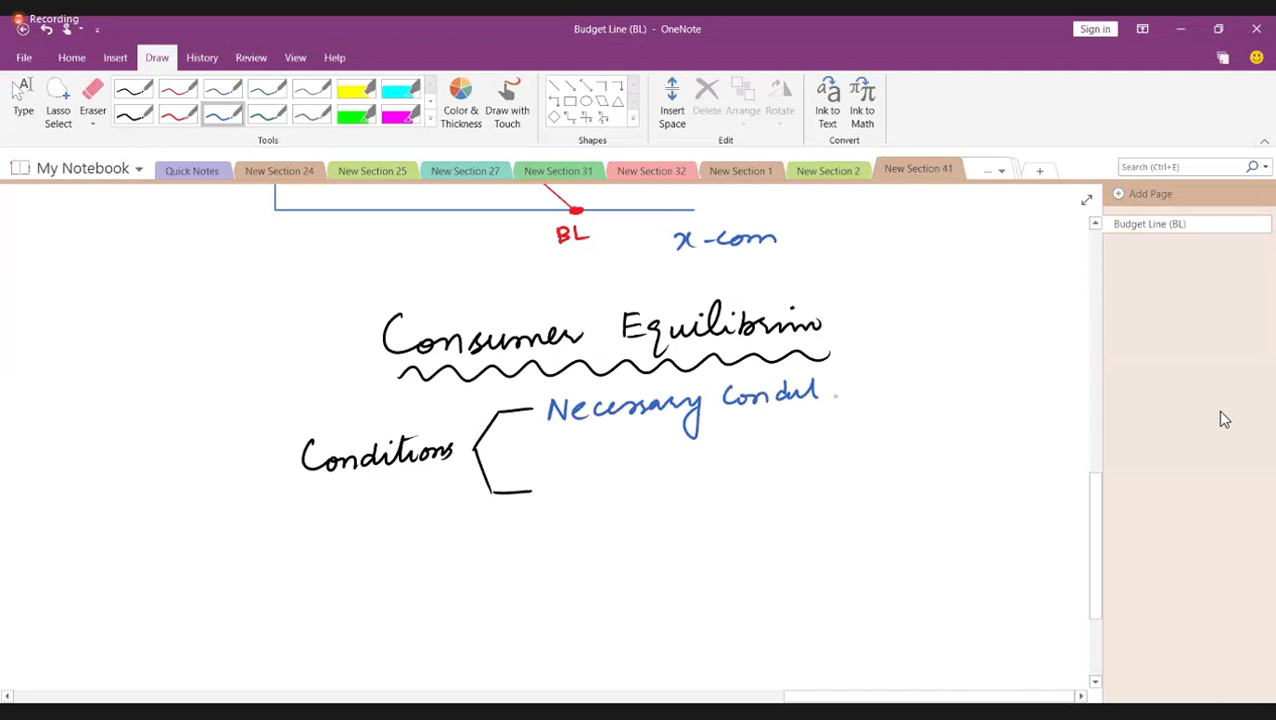 Recording
Budget Line (BL) - OneNote
Sign in
File Home Insert Draw History Review View Help
Type
Lasso Select
Eraser
Color & Thickness
Draw with Touch
Insert Space
Delete
Arrange
Rotate
Ink to Text
Ink to Math
Tools
Shapes
Edit
Convert
My Notebook
Quick Notes
New Section 24
New Section 25
New Section 27
New Section 31
New Section 32
New Section 1
New Section 2
New Section 41
...
Search (Ctrl+E)
Add Page
Budget Line (BL)
BL
x-com
Consumer Equilibrim
Necessary Condit
Conditions